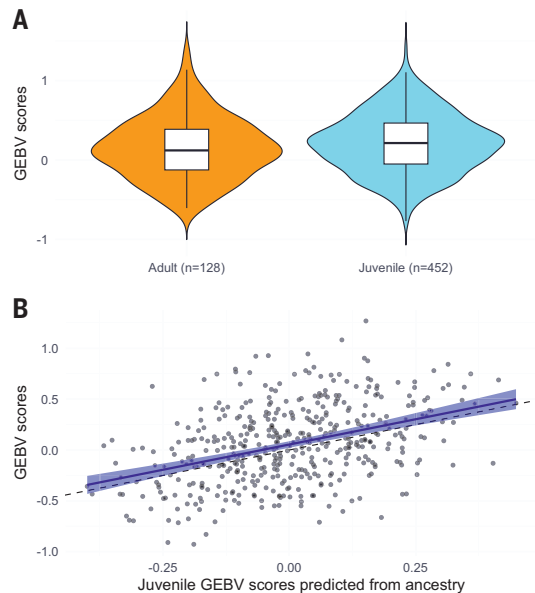 A
GEBV scores
1
0
-1
Adult (n=128)
Juvenile (n=452)
B
GEBV scores
1.0
0.5
0.0
-0.5
-1.0
-0.25
0.00
0.25
Juvenile GEBV scores predicted from ancestry